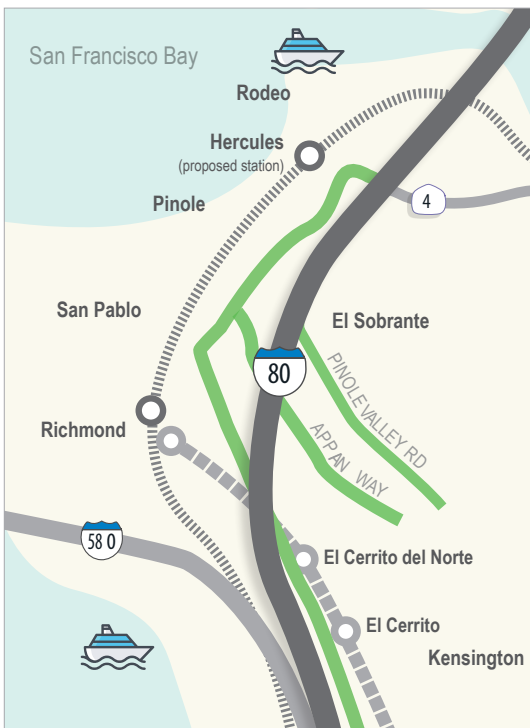 San Francisco Bay
Rodeo
Hercules
(proposed station)
4
Pinole
San Pablo
El Sobrante
80
PINOLE VALLEY RD
APPAN WAY
Richmond
580
El Cerrito del Norte
El Cerrito
Kensington